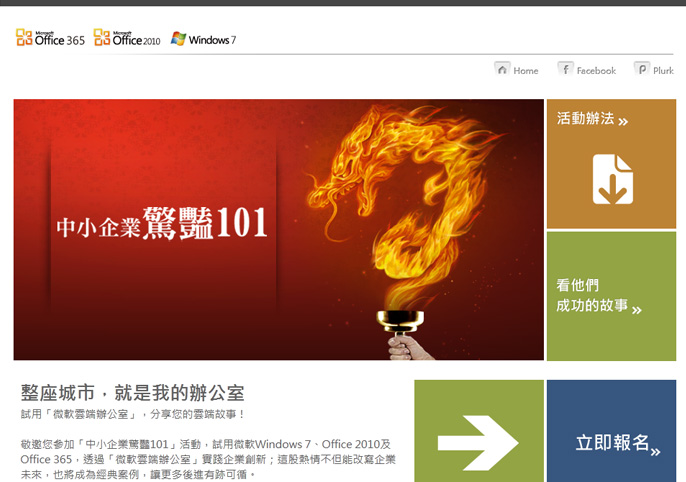 Microsoft Office 365 Microsoft Office 2010 Windows 7
Home Facebook Plurk
中小企業驚豔101
活動辦法 »
看他們
成功的故事 »
整座城市，就是我的辦公室
試用「微軟雲端辦公室」，分享您的雲端故事！
敬邀您參加「中小企業驚豔101」活動，試用微軟Windows 7、Office 2010及
Office 365，透過「微軟雲端辦公室」實踐企業創新；這股熱情不但能改寫企業
未來，也將成為經典案例，讓更多後進有跡可循。
立即報名 »